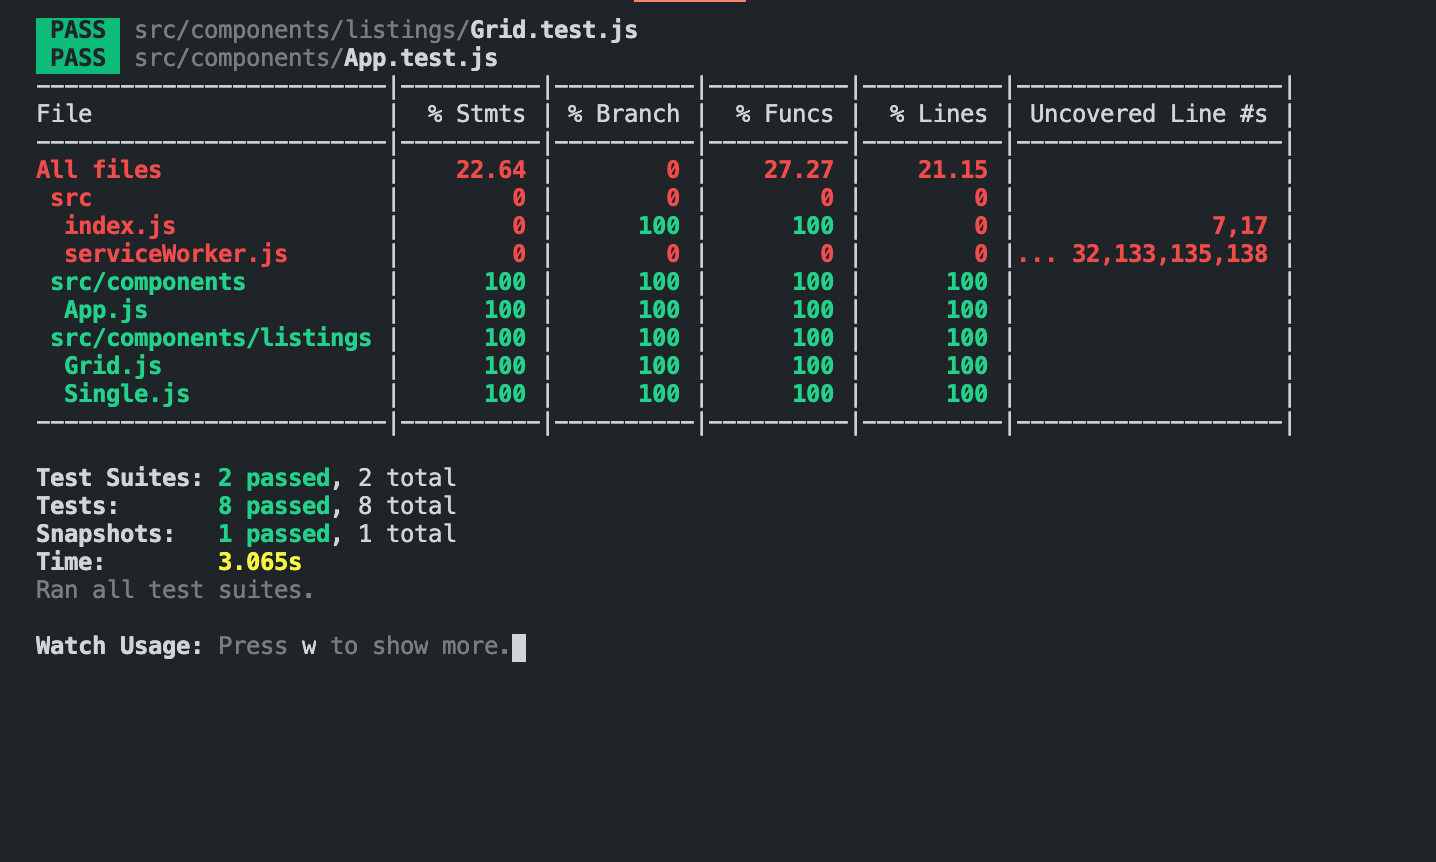 PASS src/components/listings/Grid.test.js
PASS src/components/App.test.js
--------------------------|----------|----------|----------|----------|-------------------|
File                      |  % Stmts | % Branch |  % Funcs |  % Lines | Uncovered Line #s |
--------------------------|----------|----------|----------|----------|-------------------|
All files                 |    22.64 |        0 |    27.27 |    21.15 |                   |
 src                      |        0 |        0 |        0 |        0 |                   |
  index.js                |        0 |      100 |      100 |        0 |              7,17 |
  serviceWorker.js        |        0 |        0 |        0 |        0 |... 32,133,135,138 |
 src/components           |      100 |      100 |      100 |      100 |                   |
  App.js                  |      100 |      100 |      100 |      100 |                   |
 src/components/listings  |      100 |      100 |      100 |      100 |                   |
  Grid.js                 |      100 |      100 |      100 |      100 |                   |
  Single.js               |      100 |      100 |      100 |      100 |                   |
--------------------------|----------|----------|----------|----------|-------------------|
Test Suites: 2 passed, 2 total
Tests:       8 passed, 8 total
Snapshots:   1 passed, 1 total
Time:        3.065s
Ran all test suites.
Watch Usage: Press w to show more.